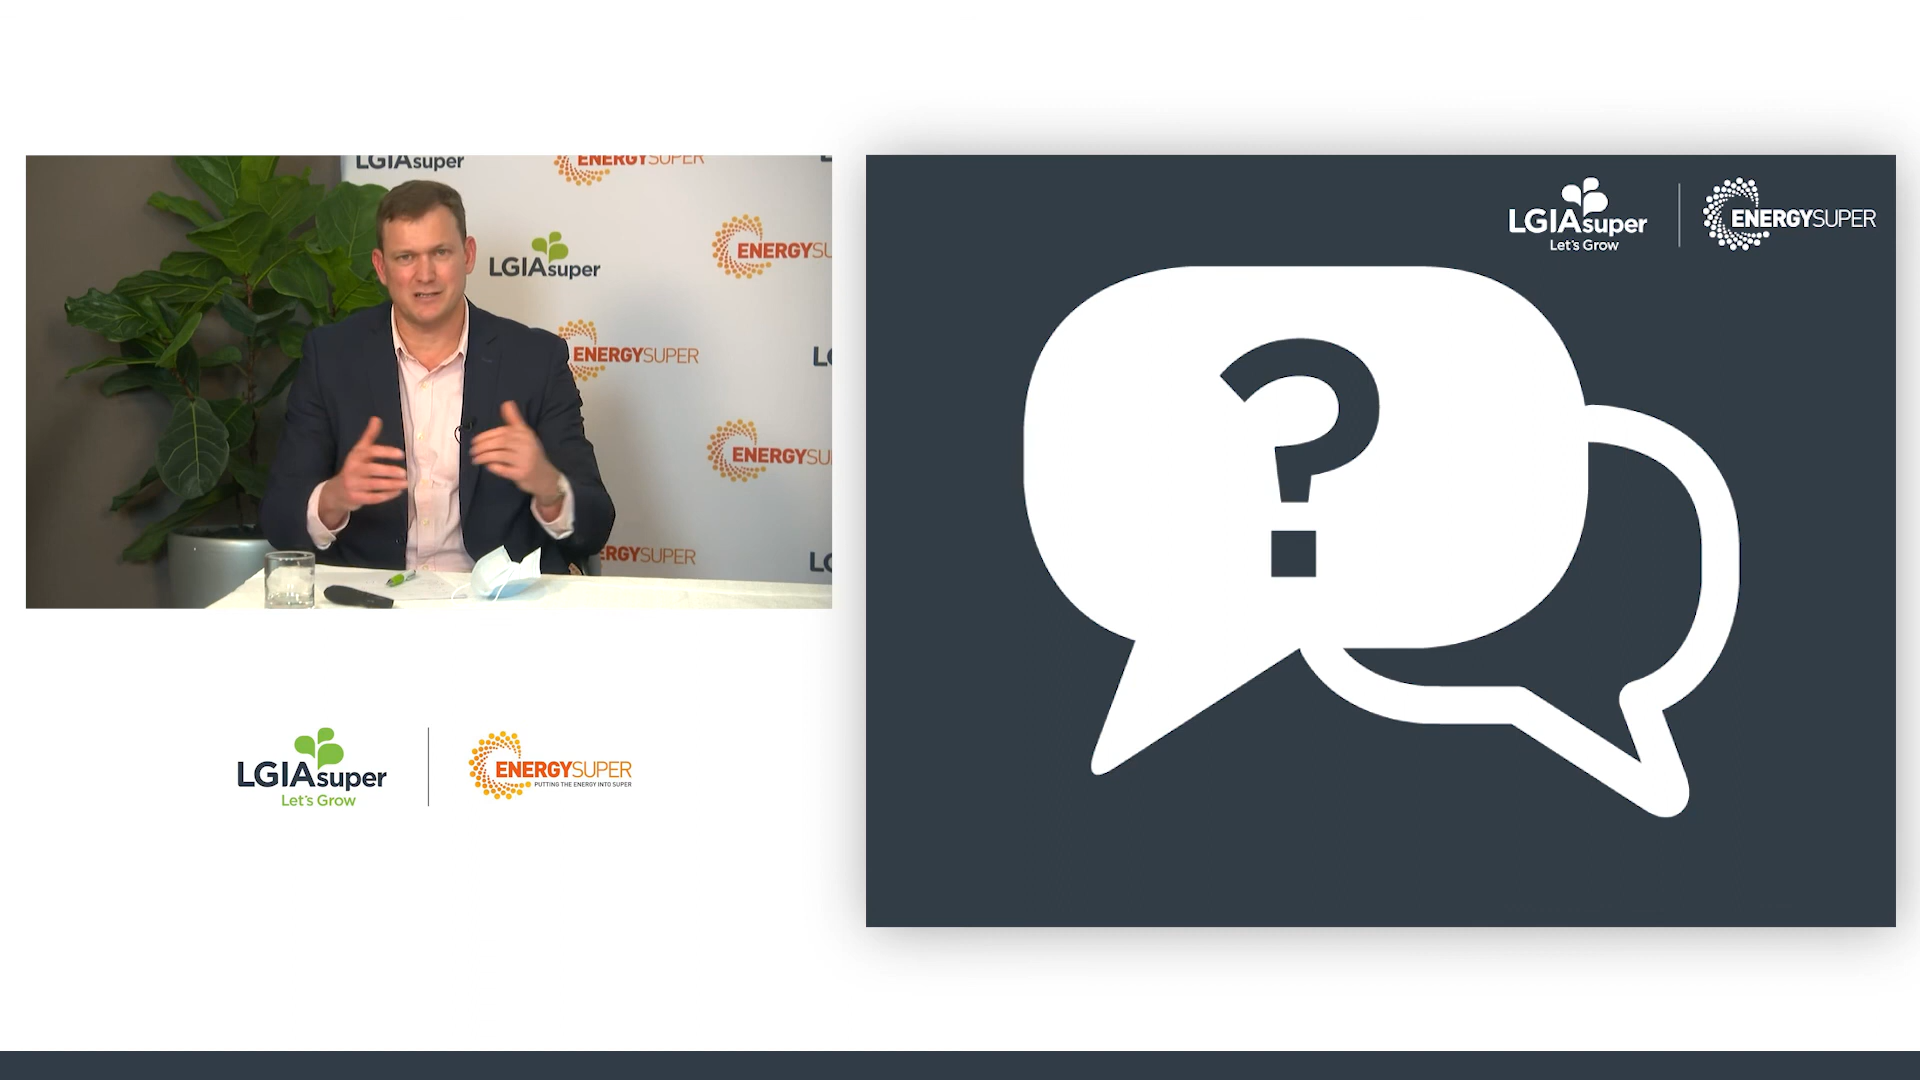 LGIAsuper
ENERGYSUPER
LGIAsuper
ENERGYSU
ENERGYSUPER
ENERGYSU
RGYSUPER
LGIAsuper
Let's Grow
ENERGYSUPER
PUTTING THE ENERGY INTO SUPER
LGIAsuper
Let's Grow
ENERGYSUPER
?